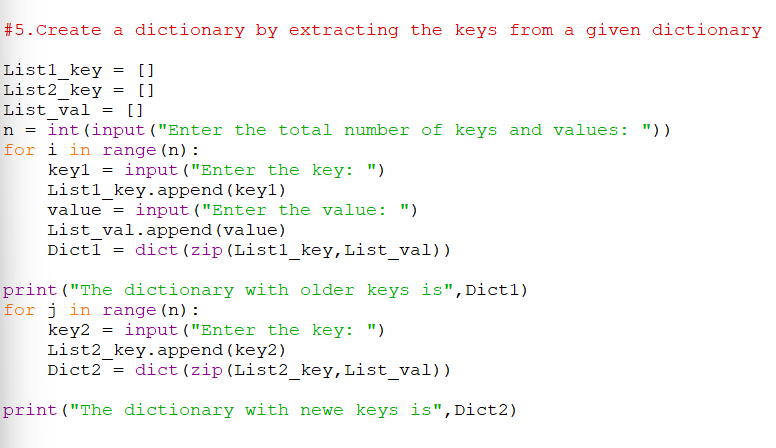 #5.Create a dictionary by extracting the keys from a given dictionary
List1_key = []
List2_key = []
List_val = []
n = int(input("Enter the total number of keys and values: "))
for i in range(n):
    key1 = input("Enter the key: ")
    List1_key.append(key1)
    value = input("Enter the value: ")
    List_val.append(value)
    Dict1 = dict(zip(List1_key,List_val))
print("The dictionary with older keys is",Dict1)
for j in range(n):
    key2 = input("Enter the key: ")
    List2_key.append(key2)
    Dict2 = dict(zip(List2_key,List_val))
print("The dictionary with newe keys is",Dict2)